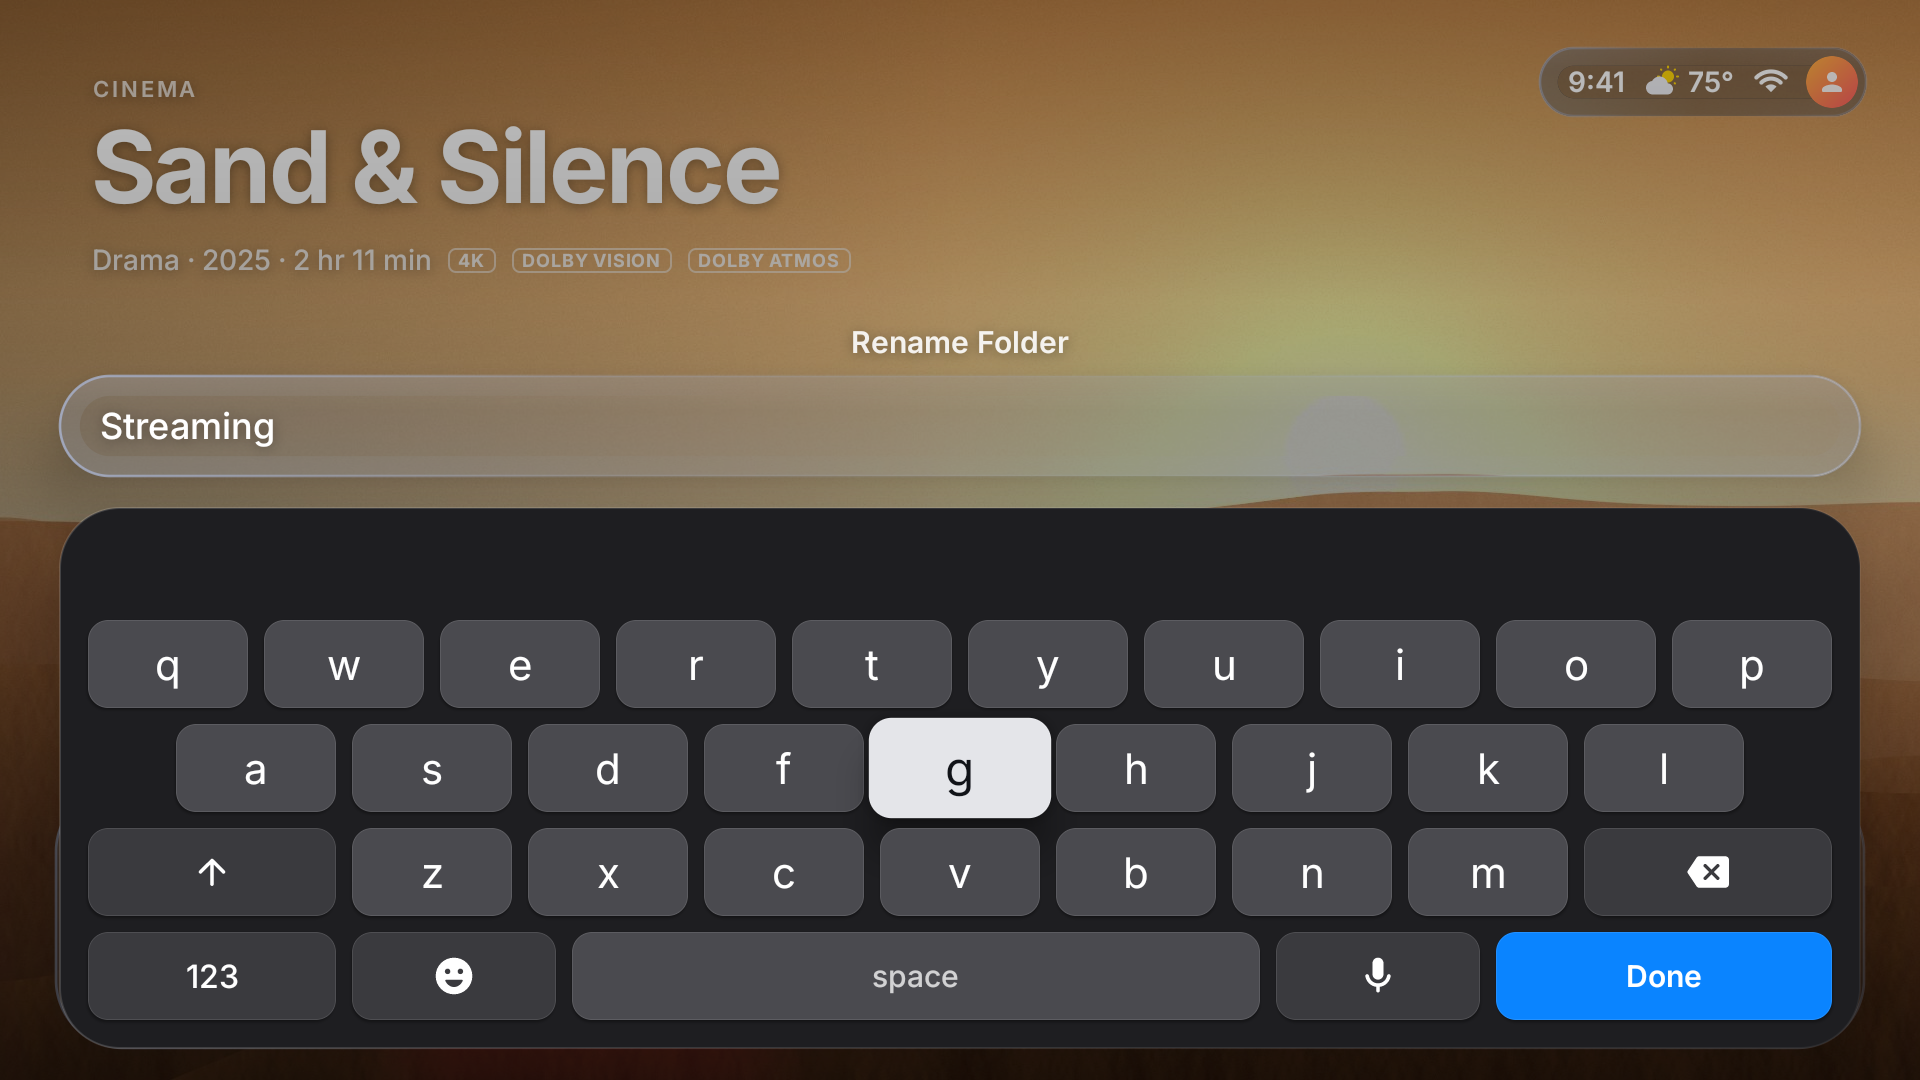 CINEMA
9:41 75°
Sand & Silence
Drama · 2025 · 2 hr 11 min 4K DOLBY VISION DOLBY ATMOS
Rename Folder
Streaming
q w e r t y u i o p
a s d f g h j k l
z x c v b n m
123 space Done